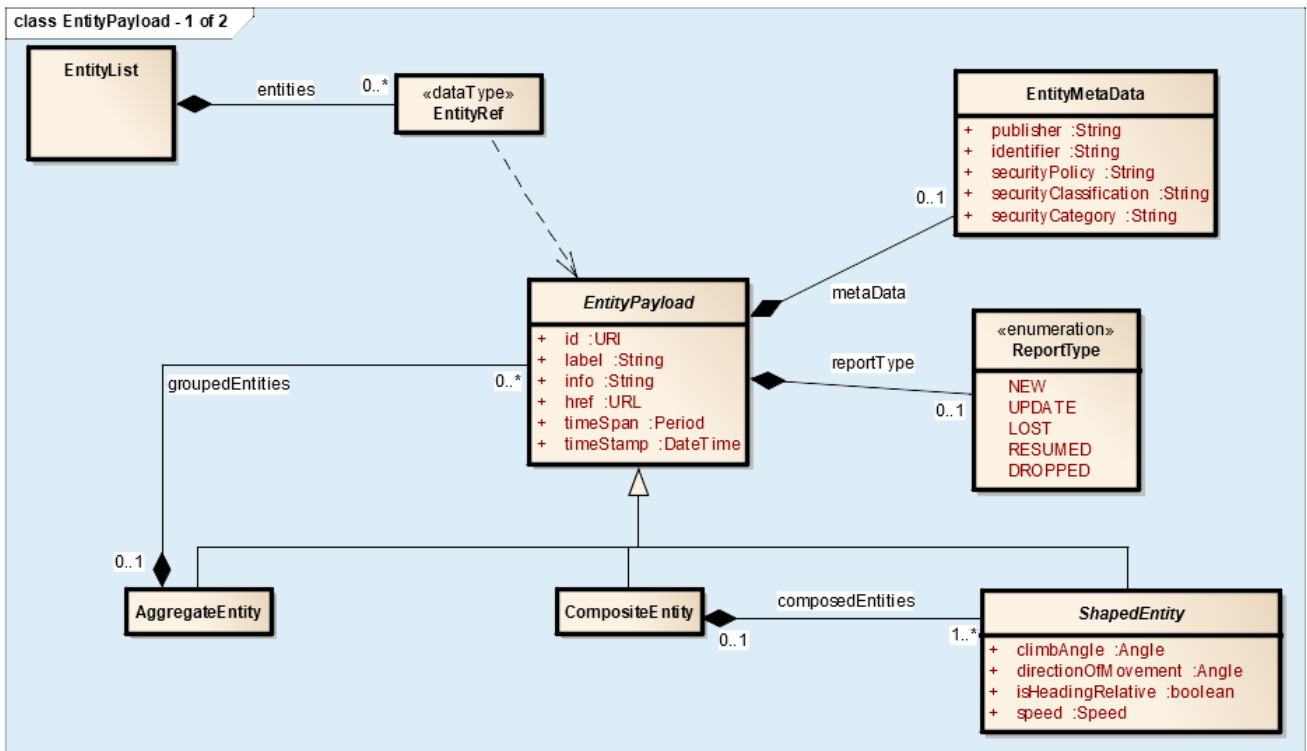 class EntityPayload - 1 of 2
EntityList
entities
0..*
«dataType»
EntityRef
EntityMetaData
+ publisher :String
+ identifier :String
+ securityPolicy :String
+ securityClassification :String
+ securityCategory :String
0..1
metaData
EntityPayload
+ id :URI
+ label :String
+ info :String
+ href :URL
+ timeSpan :Period
+ timeStamp :DateTime
«enumeration»
ReportType
NEW
UPDATE
LOST
RESUMED
DROPPED
reportType
0..1
groupedEntities
0..*
0..1
AggregateEntity
CompositeEntity
composedEntities
0..1
1..*
ShapedEntity
+ climbAngle :Angle
+ directionOfMovement :Angle
+ isHeadingRelative :boolean
+ speed :Speed